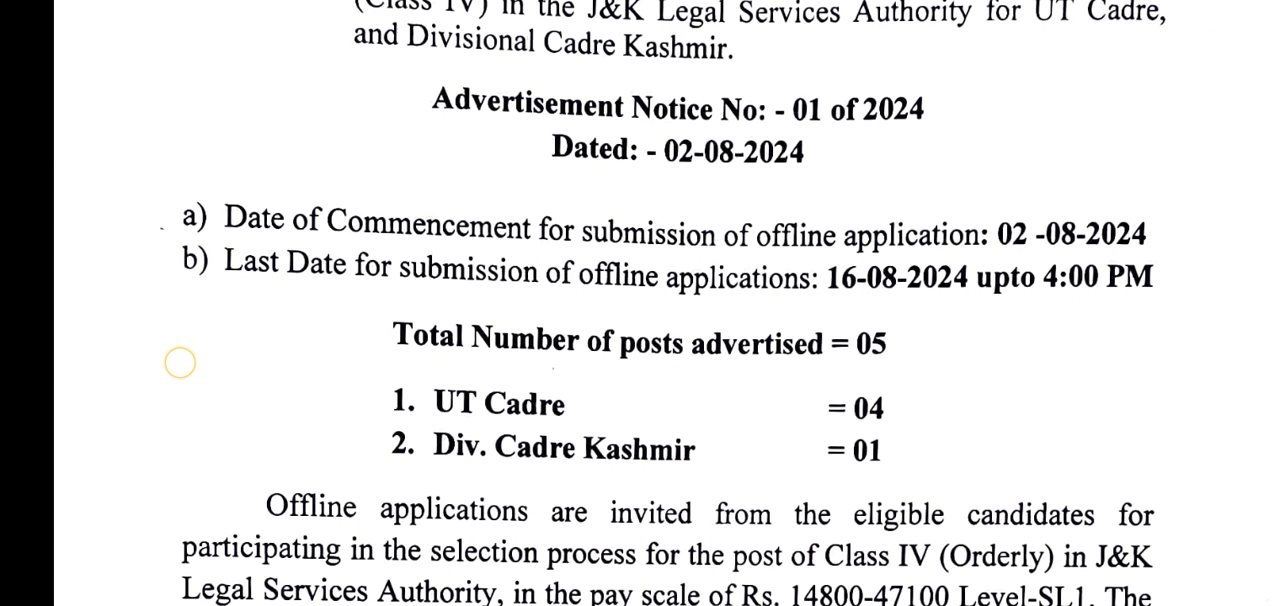 (Class IV) in the J&K Legal Services Authority for UT Cadre,
and Divisional Cadre Kashmir.
Advertisement Notice No: - 01 of 2024
Dated: - 02-08-2024
a) Date of Commencement for submission of offline application: 02 -08-2024
b) Last Date for submission of offline applications: 16-08-2024 upto 4:00 PM
Total Number of posts advertised = 05
1. UT Cadre = 04
2. Div. Cadre Kashmir = 01
Offline applications are invited from the eligible candidates for
participating in the selection process for the post of Class IV (Orderly) in J&K
Legal Services Authority, in the pay scale of Rs. 14800-47100 Level-SL1. The